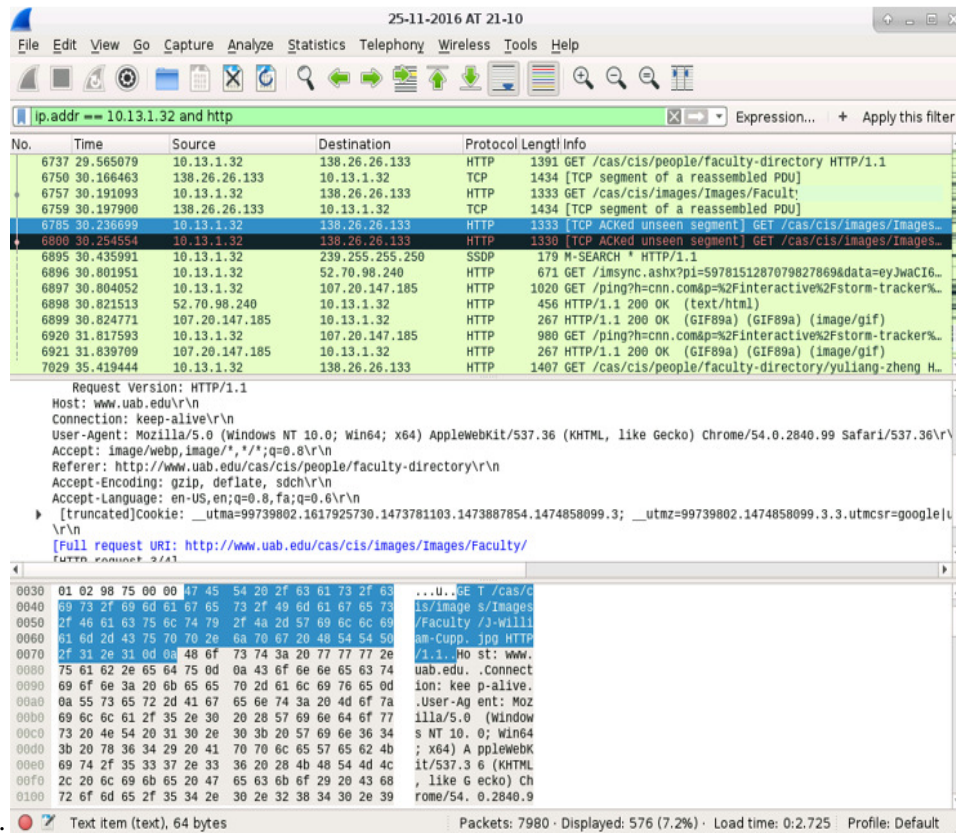 25-11-2016 AT 21-10
File Edit View Go Capture Analyze Statistics Telephony Wireless Tools Help
ip.addr == 10.13.1.32 and http
Expression... + Apply this filter
No. Time Source Destination Protocol Length Info
6737 29.565079 10.13.1.32 138.26.26.133 HTTP 1391 GET /cas/cis/people/faculty-directory HTTP/1.1
6750 30.166463 138.26.26.133 10.13.1.32 TCP 1434 [TCP segment of a reassembled PDU]
6757 30.191093 10.13.1.32 138.26.26.133 HTTP 1333 GET /cas/cis/images/Images/Facult
6759 30.197900 138.26.26.133 10.13.1.32 TCP 1434 [TCP segment of a reassembled PDU]
6785 30.236699 10.13.1.32 138.26.26.133 HTTP 1333 [TCP ACKed unseen segment] GET /cas/cis/images/Images…
6800 30.254554 10.13.1.32 138.26.26.133 HTTP 1330 [TCP ACKed unseen segment] GET /cas/cis/images/Images…
6895 30.435991 10.13.1.32 239.255.255.250 SSDP 179 M-SEARCH * HTTP/1.1
6896 30.801951 10.13.1.32 52.70.98.240 HTTP 671 GET /imsync.ashx?pi=5978151287079827869&data=eyJwaCI6…
6897 30.804052 10.13.1.32 107.20.147.185 HTTP 1020 GET /ping?h=cnn.com&p=%2Finteractive%2Fstorm-tracker%…
6898 30.821513 52.70.98.240 10.13.1.32 HTTP 456 HTTP/1.1 200 OK (text/html)
6899 30.824771 107.20.147.185 10.13.1.32 HTTP 267 HTTP/1.1 200 OK (GIF89a) (GIF89a) (image/gif)
6920 31.817593 10.13.1.32 107.20.147.185 HTTP 980 GET /ping?h=cnn.com&p=%2Finteractive%2Fstorm-tracker%…
6921 31.839709 107.20.147.185 10.13.1.32 HTTP 267 HTTP/1.1 200 OK (GIF89a) (GIF89a) (image/gif)
7029 35.419444 10.13.1.32 138.26.26.133 HTTP 1407 GET /cas/cis/people/faculty-directory/yuliang-zheng H…
Request Version: HTTP/1.1
Host: www.uab.edu\r\n
Connection: keep-alive\r\n
User-Agent: Mozilla/5.0 (Windows NT 10.0; Win64; x64) AppleWebKit/537.36 (KHTML, like Gecko) Chrome/54.0.2840.99 Safari/537.36\r\
Accept: image/webp,image/*,*/*;q=0.8\r\n
Referer: http://www.uab.edu/cas/cis/people/faculty-directory\r\n
Accept-Encoding: gzip, deflate, sdch\r\n
Accept-Language: en-US,en;q=0.8,fa;q=0.6\r\n
[truncated]Cookie: __utma=99739802.1617925730.1473781103.1473887854.1474858099.3; __utmz=99739802.1474858099.3.3.utmcsr=google|u
\r\n
[Full request URI: http://www.uab.edu/cas/cis/images/Images/Faculty/
[HTTP request 3/4]
0030 01 02 98 75 00 00 47 45 54 20 2f 63 61 73 2f 63 ...u..GE T /cas/c
0040 69 73 2f 69 6d 61 67 65 73 2f 49 6d 61 67 65 73 is/image s/Images
0050 2f 46 61 63 75 6c 74 79 2f 4a 2d 57 69 6c 6c 69 /Faculty /J-Willi
0060 61 6d 2d 43 75 70 70 2e 6a 70 67 20 48 54 54 50 am-Cupp. jpg HTTP
0070 2f 31 2e 31 0d 0a 48 6f 73 74 3a 20 77 77 77 2e /1.1..Ho st: www.
0080 75 61 62 2e 65 64 75 0d 0a 43 6f 6e 6e 65 63 74 uab.edu. .Connect
0090 69 6f 6e 3a 20 6b 65 65 70 2d 61 6c 69 76 65 0d ion: kee p-alive.
00a0 0a 55 73 65 72 2d 41 67 65 6e 74 3a 20 4d 6f 7a .User-Ag ent: Moz
00b0 69 6c 6c 61 2f 35 2e 30 20 28 57 69 6e 64 6f 77 illa/5.0 (Window
00c0 73 20 4e 54 20 31 30 2e 30 3b 20 57 69 6e 36 34 s NT 10. 0; Win64
00d0 3b 20 78 36 34 29 20 41 70 70 6c 65 57 65 62 4b ; x64) A ppleWebK
00e0 69 74 2f 35 33 37 2e 33 36 20 28 4b 48 54 4d 4c it/537.3 6 (KHTML
00f0 2c 20 6c 69 6b 65 20 47 65 63 6b 6f 29 20 43 68 , like G ecko) Ch
0100 72 6f 6d 65 2f 35 34 2e 30 2e 32 38 34 30 2e 39 rome/54. 0.2840.9
Text item (text), 64 bytes
Packets: 7980 · Displayed: 576 (7.2%) · Load time: 0:2.725
Profile: Default